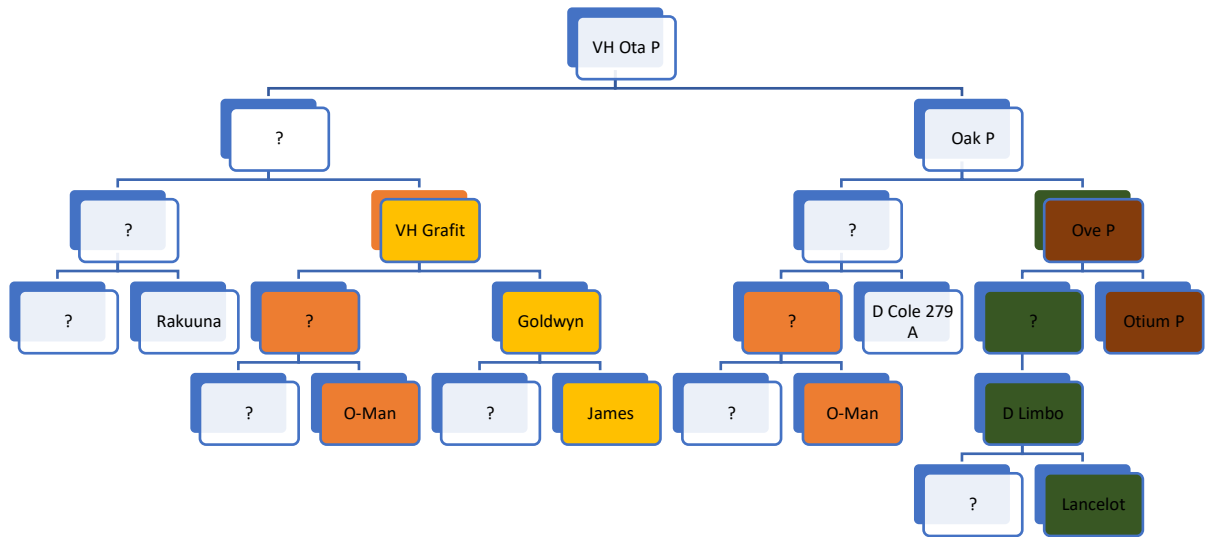 VH Ota P
?
Oak P
?
VH Grafit
?
Ove P
?
Rakuuna
?
Goldwyn
?
D Cole 279
A
?
Otium P
?
O-Man
?
James
?
O-Man
D Limbo
?
Lancelot